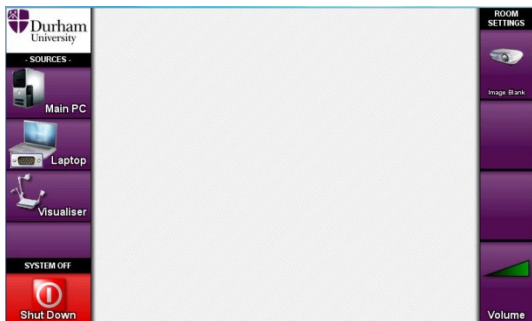 Durham
University
- SOURCES -
Main PC
Laptop
Visualiser
SYSTEM OFF
Shut Down
ROOM
SETTINGS
Image Blank
Volume